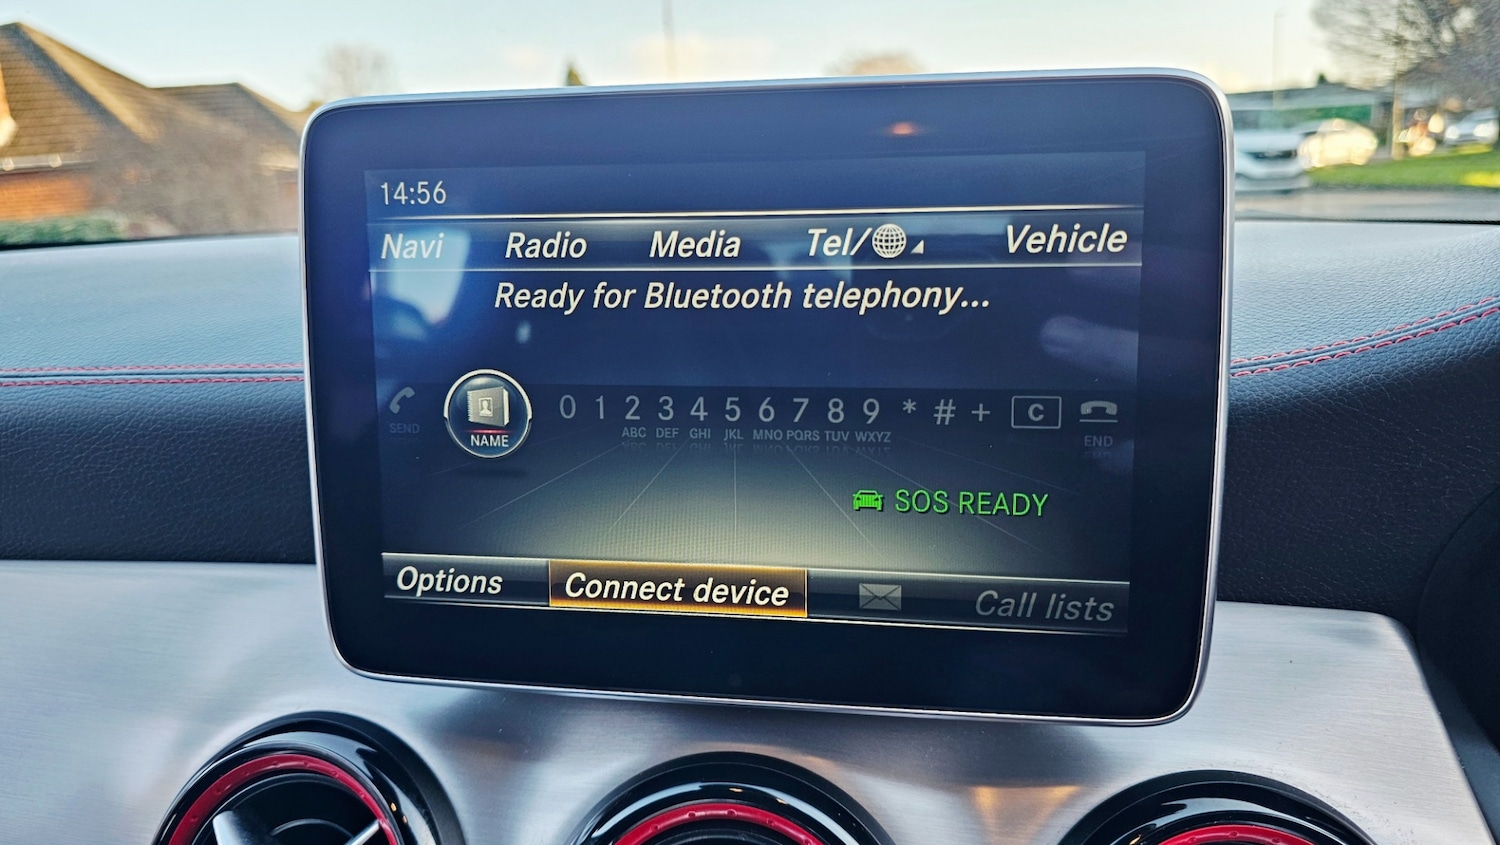 14:56
Navi Radio Media Tel/ Vehicle
Ready for Bluetooth telephony...
SEND NAME 0 1 2 3 4 5 6 7 8 9 * # + C END
ABC DEF GHI JKL MNO PQRS TUV WXYZ
SOS READY
Options Connect device Call lists